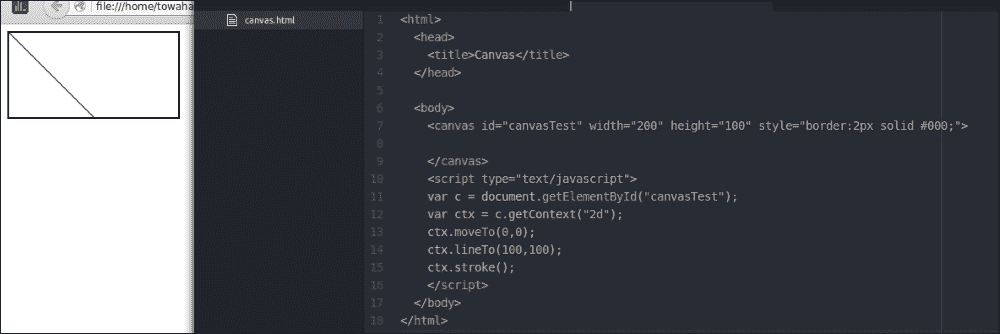 file:///home/towaha
canvas.html
1 <html>
2 <head>
3 <title>Canvas</title>
4 </head>
5
6 <body>
7 <canvas id="canvasTest" width="200" height="100" style="border:2px solid #000;">
8
9 </canvas>
10 <script type="text/javascript">
11 var c = document.getElementById("canvasTest");
12 var ctx = c.getContext("2d");
13 ctx.moveTo(0,0);
14 ctx.lineTo(100,100);
15 ctx.stroke();
16 </script>
17 </body>
18 </html>